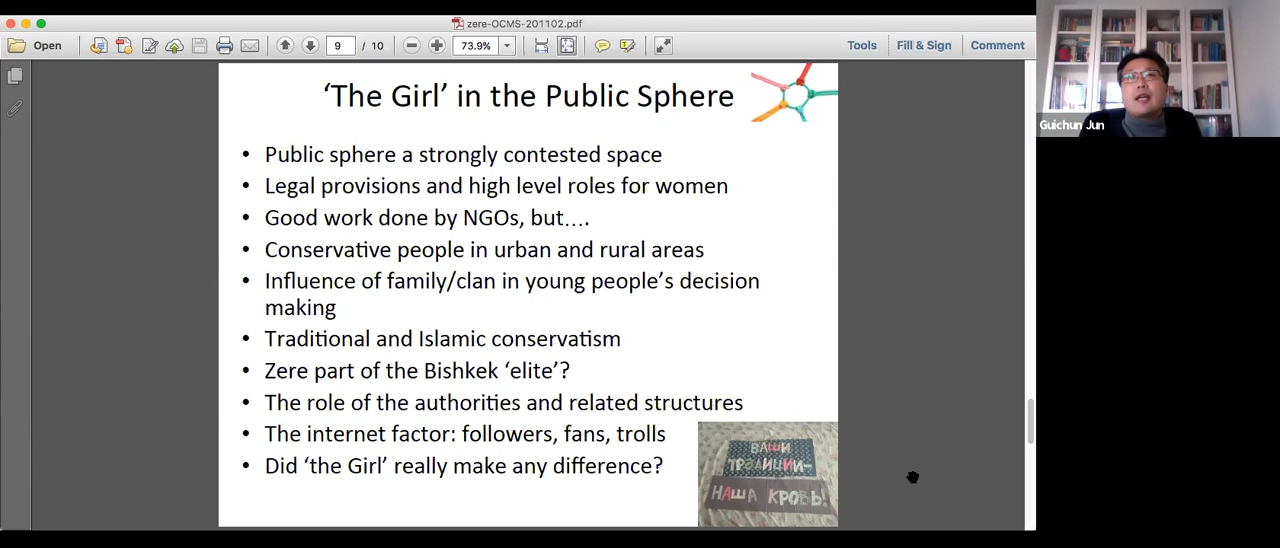 zere-OCMS-201102.pdf
Open
9 / 10
73.9%
Tools
Fill & Sign
Comment
‘The Girl’ in the Public Sphere
• Public sphere a strongly contested space
• Legal provisions and high level roles for women
• Good work done by NGOs, but….
• Conservative people in urban and rural areas
• Influence of family/clan in young people’s decision
making
• Traditional and Islamic conservatism
• Zere part of the Bishkek ‘elite’?
• The role of the authorities and related structures
• The internet factor: followers, fans, trolls
• Did ‘the Girl’ really make any difference?
ВАШИ
ТРАДИЦИИ–
НАША КРОВЬ!
Guichun Jun